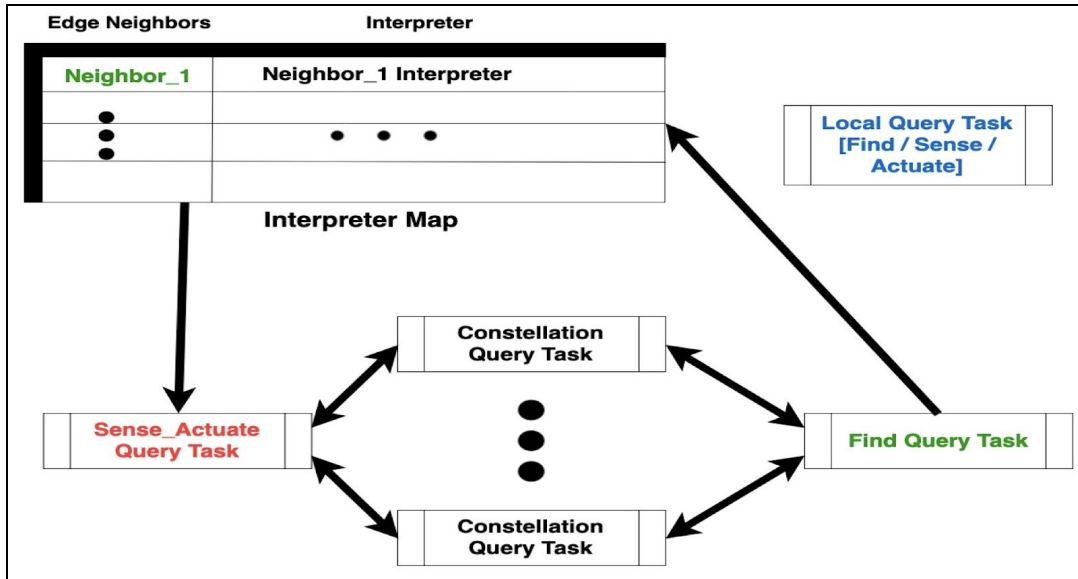 Edge Neighbors
Interpreter
Neighbor_1
Neighbor_1 Interpreter
Interpreter Map
Local Query Task
[Find / Sense /
Actuate]
Constellation
Query Task
Sense_Actuate
Query Task
Find Query Task
Constellation
Query Task